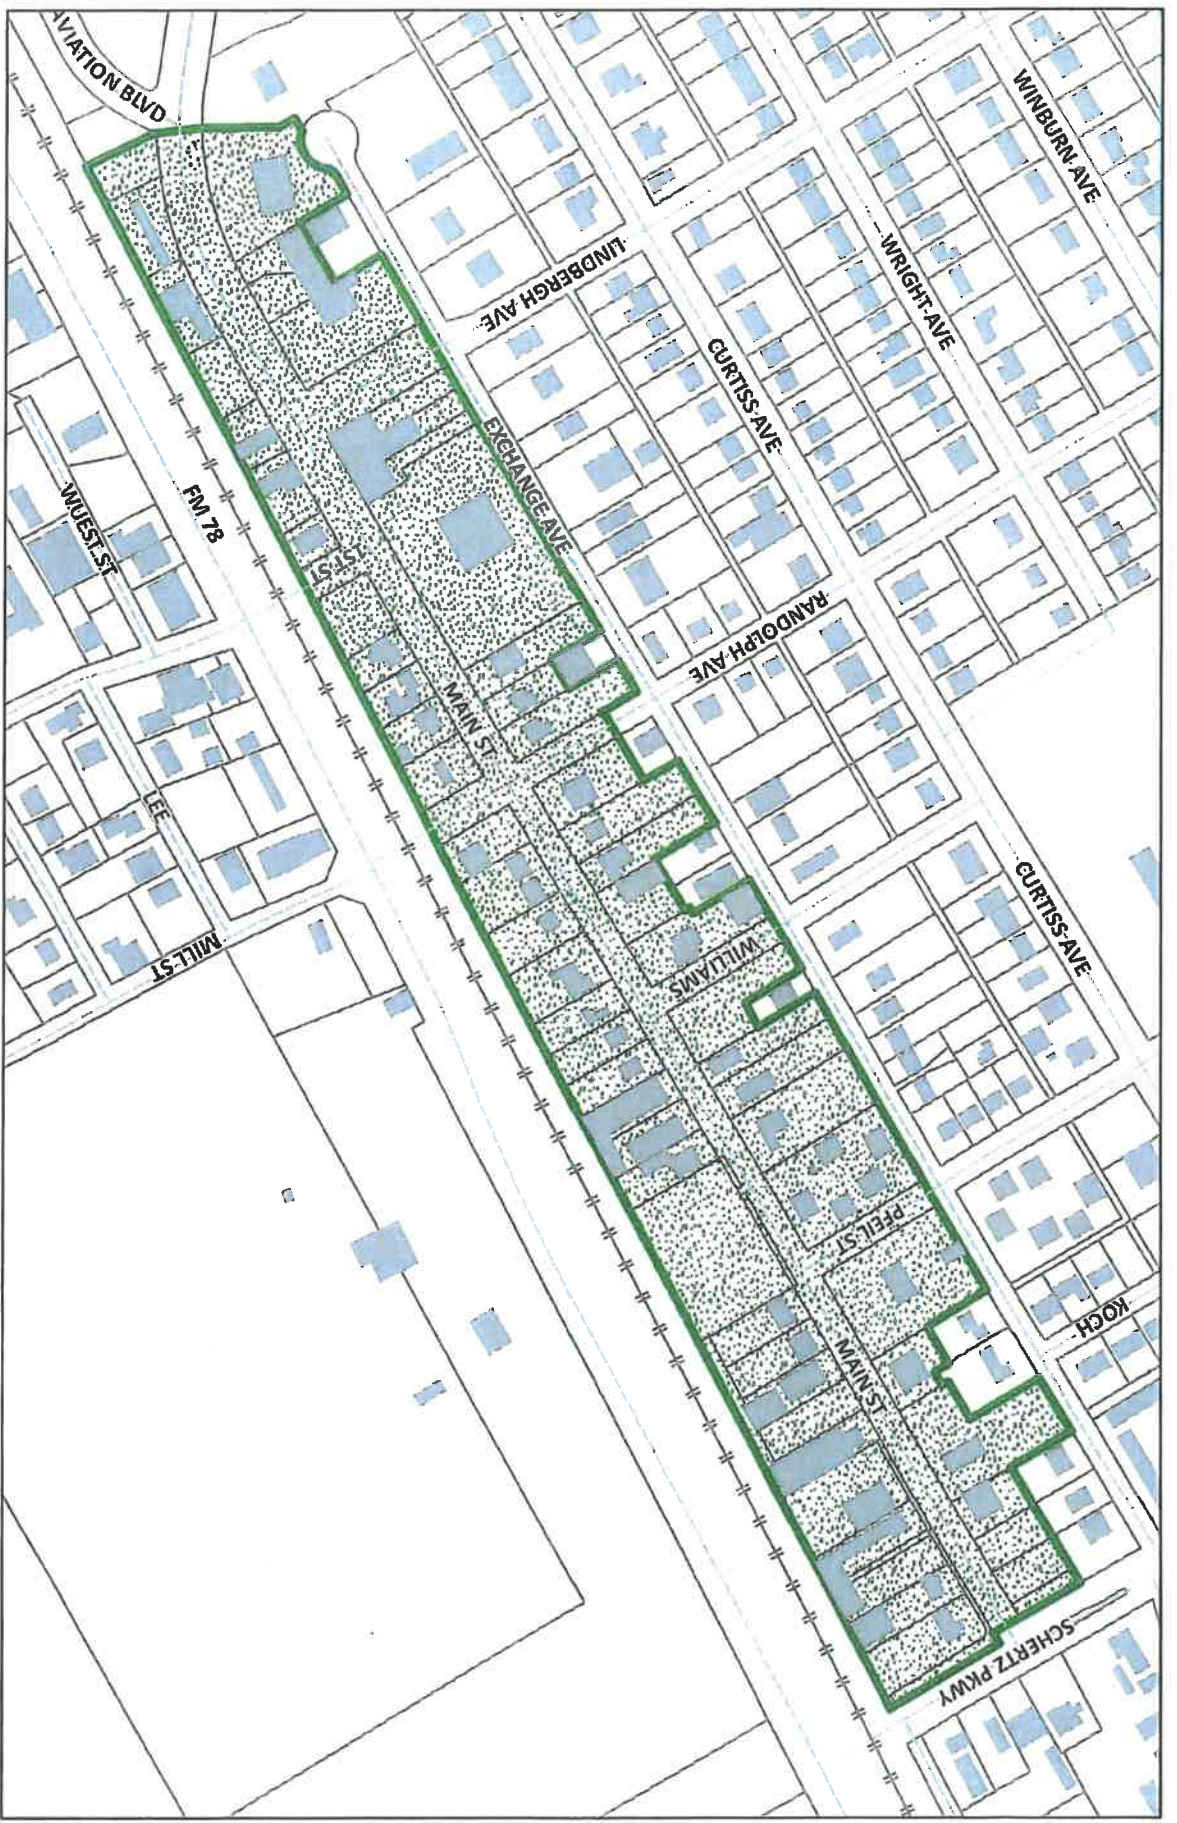 AVIATION BLVD
WINBURN AVE
WRIGHT AVE
LINDBERGH AVE
CURTISS AVE
EXCHANGE AVE
FM 78
WUEST ST
ST ST
RANDOLPH AVE
MAIN ST
LEE
CURTISS AVE
MILL ST
WILLIAMS
PFEIL ST
KOCH
MAIN ST
SCHERTZ PKWY